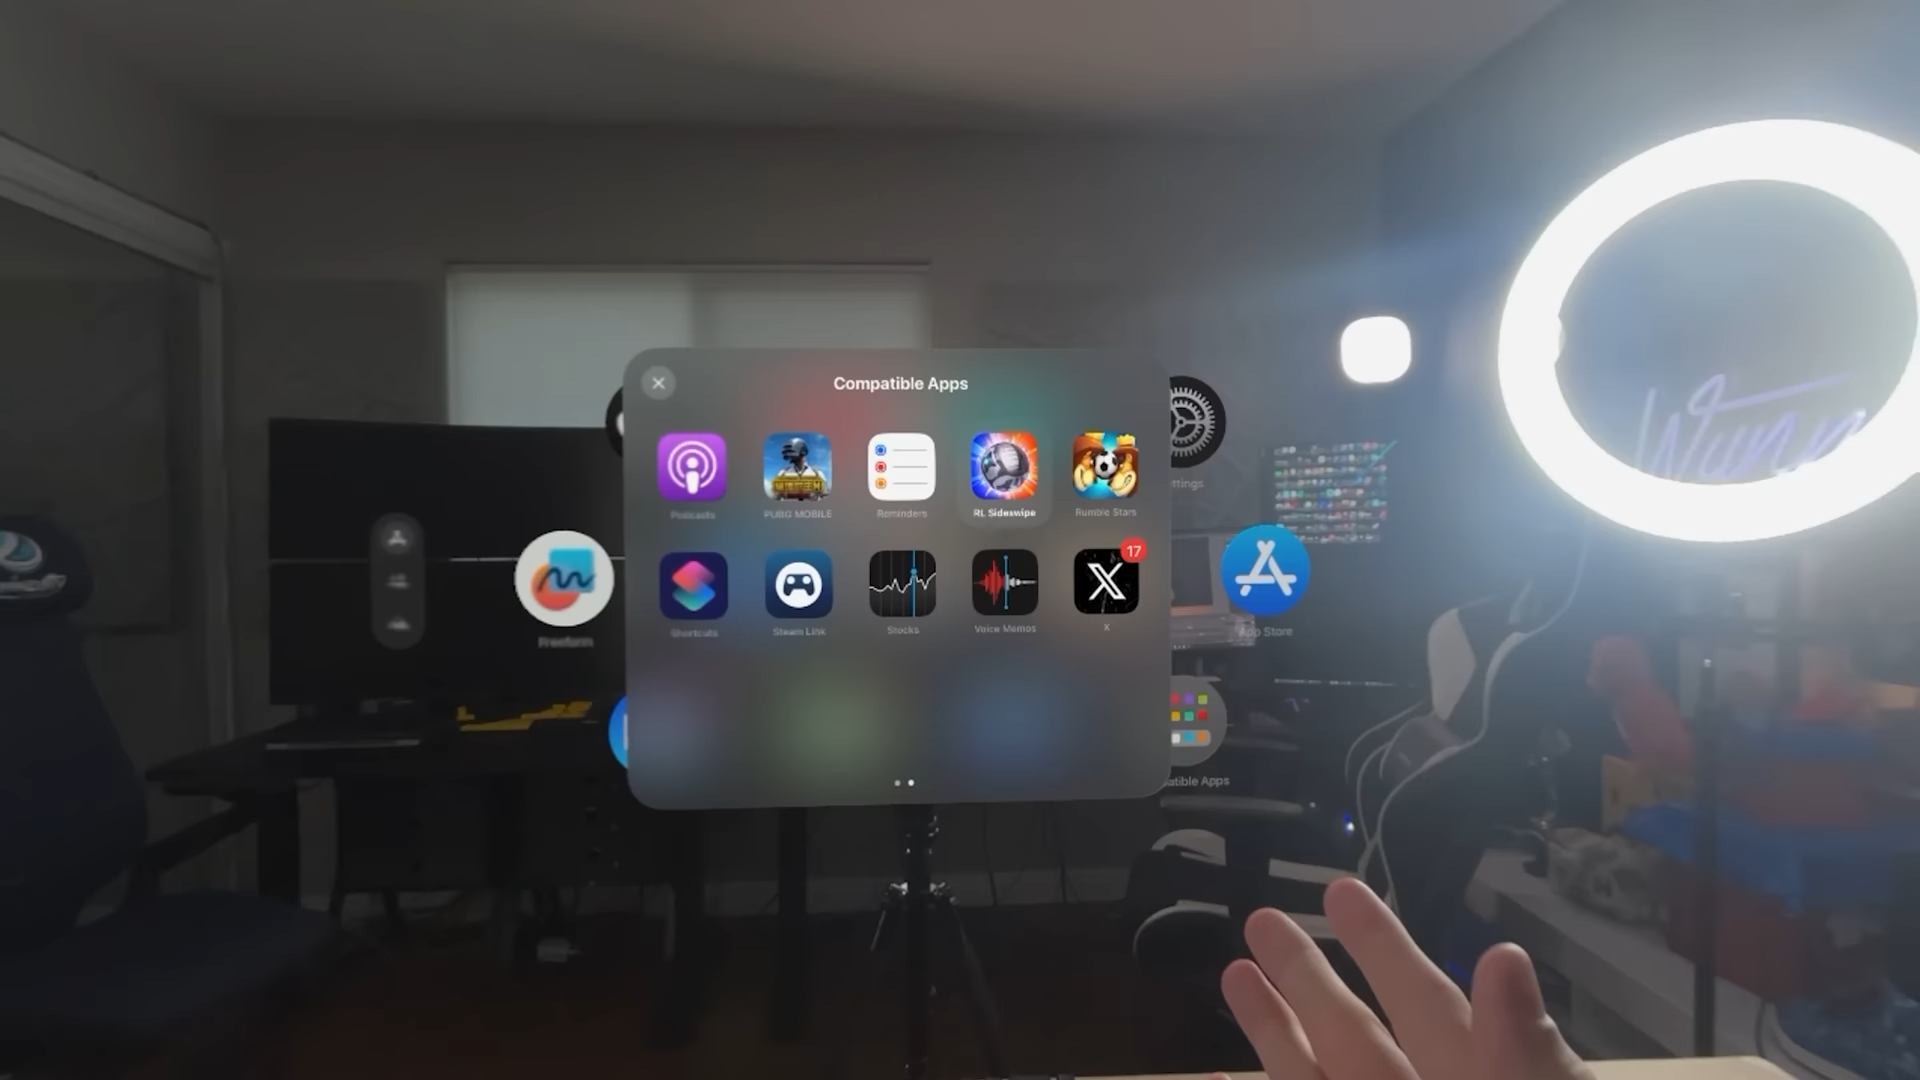 Compatible Apps
Podcasts
PUBG MOBILE
Reminders
RL Sideswipe
Rumble Stars
17
Shortcuts
Steam Link
Stocks
Voice Memos
X
Freeform
ttings
App Store
atible Apps